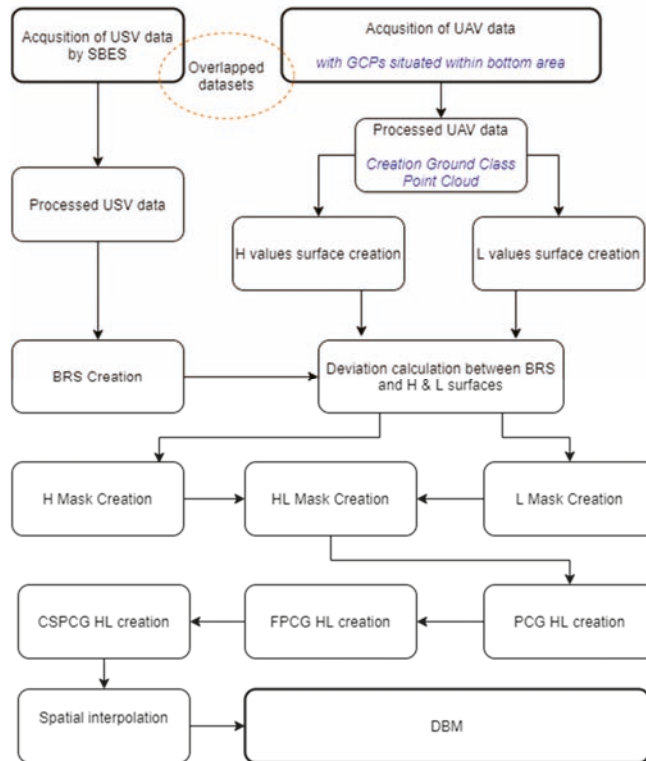 Acqusition of USV data
by SBES
Overlapped
datasets
Acqusition of UAV data
with GCPs situated within bottom area
Processed UAV data
Creation Ground Class
Point Cloud
Processed USV data
H values surface creation
L values surface creation
BRS Creation
Deviation calculation between BRS
and H & L surfaces
H Mask Creation
HL Mask Creation
L Mask Creation
CSPCG HL creation
FPCG HL creation
PCG HL creation
Spatial interpolation
DBM